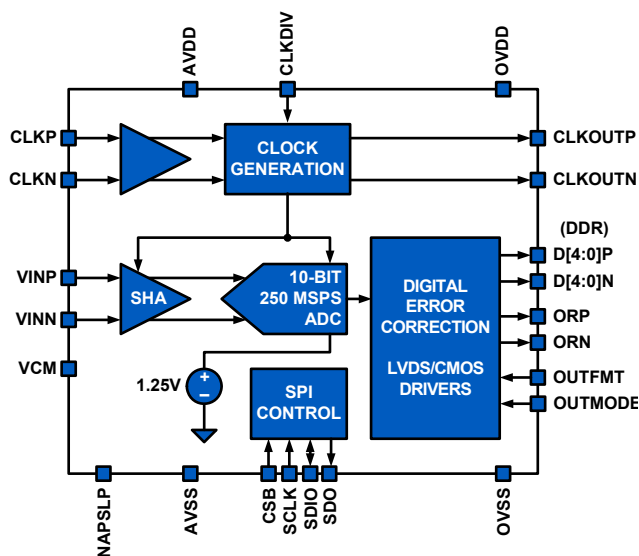 AVDD
CLKDIV
OVDD
CLKP
CLKN
CLOCK
GENERATION
CLKOUTP
CLKOUTN
(DDR)
VINP
VINN
SHA
10-BIT
250 MSPS
ADC
DIGITAL
ERROR
CORRECTION
LVDS/CMOS
DRIVERS
D[4:0]P
D[4:0]N
ORP
ORN
OUTFMT
OUTMODE
VCM
1.25V
+
–
SPI
CONTROL
NAPSLP
AVSS
CSB
SCLK
SDIO
SDO
OVSS